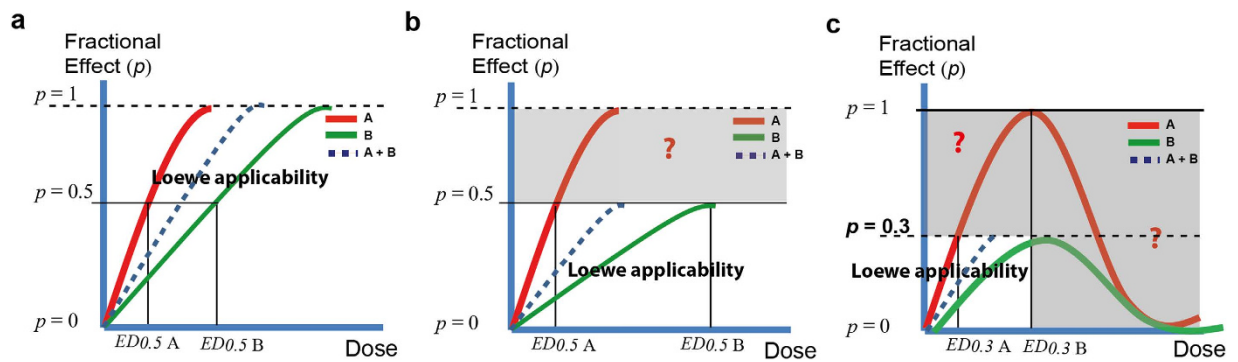 a
Fractional
Effect (p)
p = 1
A
B
A + B
Loewe applicability
p = 0.5
p = 0
ED0.5 A
ED0.5 B
Dose
b
Fractional
Effect (p)
p = 1
A
B
A + B
?
p = 0.5
Loewe applicability
p = 0
ED0.5 A
ED0.5 B
Dose
c
Fractional
Effect (p)
p = 1
A
B
A + B
?
p = 0.3
?
Loewe applicability
p = 0
ED0.3 A
ED0.3 B
Dose